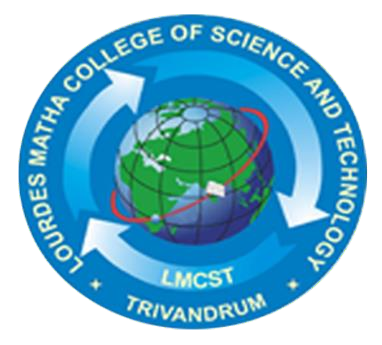 LOURDES MATHA COLLEGE OF SCIENCE AND TECHNOLOGY
LMCST
+ TRIVANDRUM +